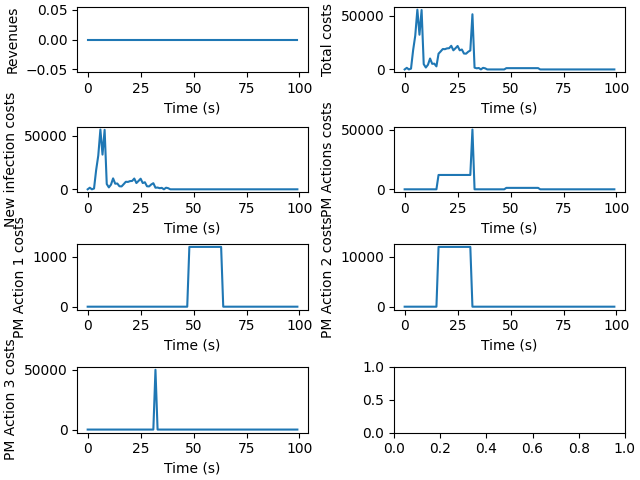 Revenues
0.05
0.00
−0.05
0 25 50 75 100
Time (s)
Total costs
50000
0
0 25 50 75 100
Time (s)
New infection costs
50000
0
0 25 50 75 100
Time (s)
PM Actions costs
50000
0
0 25 50 75 100
Time (s)
PM Action 1 costs
1000
0
0 25 50 75 100
Time (s)
PM Action 2 costs
10000
0
0 25 50 75 100
Time (s)
PM Action 3 costs
50000
0
0 25 50 75 100
Time (s)
1.0
0.5
0.0
0.0 0.2 0.4 0.6 0.8 1.0